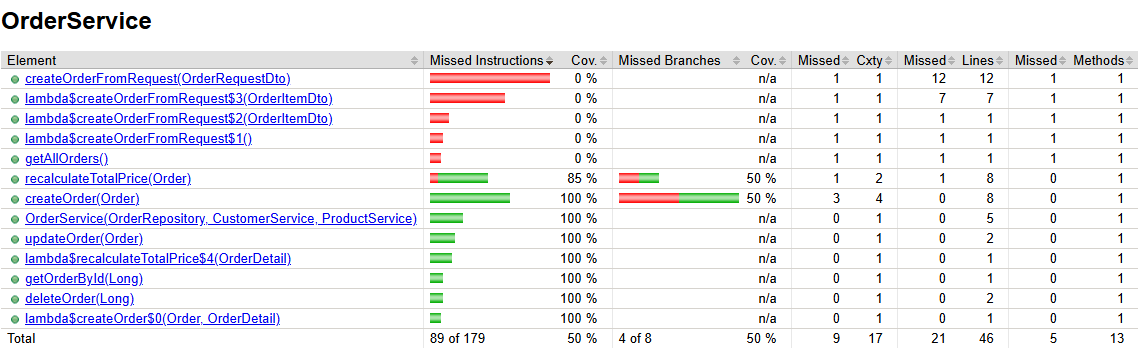 OrderService
Element Missed Instructions Cov. Missed Branches Cov. Missed Cxty Missed Lines Missed Methods
createOrderFromRequest(OrderRequestDto) 0 % n/a 1 1 12 12 1 1
lambda$createOrderFromRequest$3(OrderItemDto) 0 % n/a 1 1 7 7 1 1
lambda$createOrderFromRequest$2(OrderItemDto) 0 % n/a 1 1 1 1 1 1
lambda$createOrderFromRequest$1() 0 % n/a 1 1 1 1 1 1
getAllOrders() 0 % n/a 1 1 1 1 1 1
recalculateTotalPrice(Order) 85 % 50 % 1 2 1 8 0 1
createOrder(Order) 100 % 50 % 3 4 0 8 0 1
OrderService(OrderRepository, CustomerService, ProductService) 100 % n/a 0 1 0 5 0 1
updateOrder(Order) 100 % n/a 0 1 0 2 0 1
lambda$recalculateTotalPrice$4(OrderDetail) 100 % n/a 0 1 0 1 0 1
getOrderById(Long) 100 % n/a 0 1 0 1 0 1
deleteOrder(Long) 100 % n/a 0 1 0 2 0 1
lambda$createOrder$0(Order, OrderDetail) 100 % n/a 0 1 0 1 0 1
Total 89 of 179 50 % 4 of 8 50 % 9 17 21 46 5 13